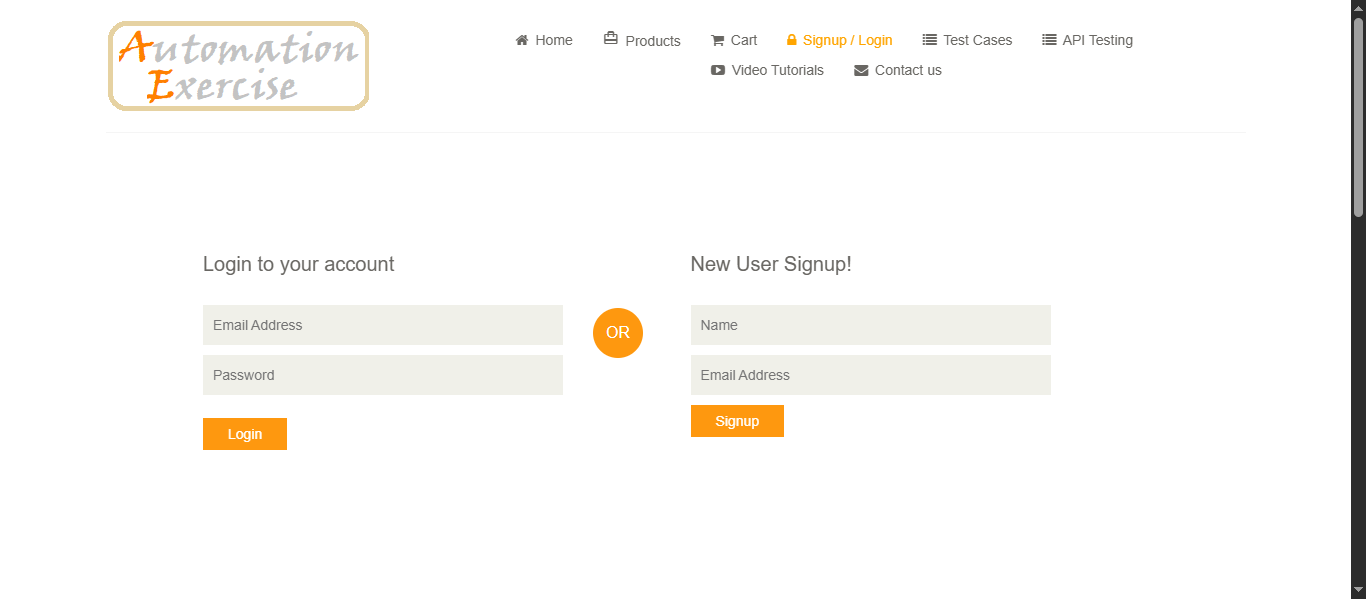 Automation
Exercise
Home Products Cart Signup / Login Test Cases API Testing
Video Tutorials Contact us
Login to your account
Email Address
Password
Login
OR
New User Signup!
Name
Email Address
Signup